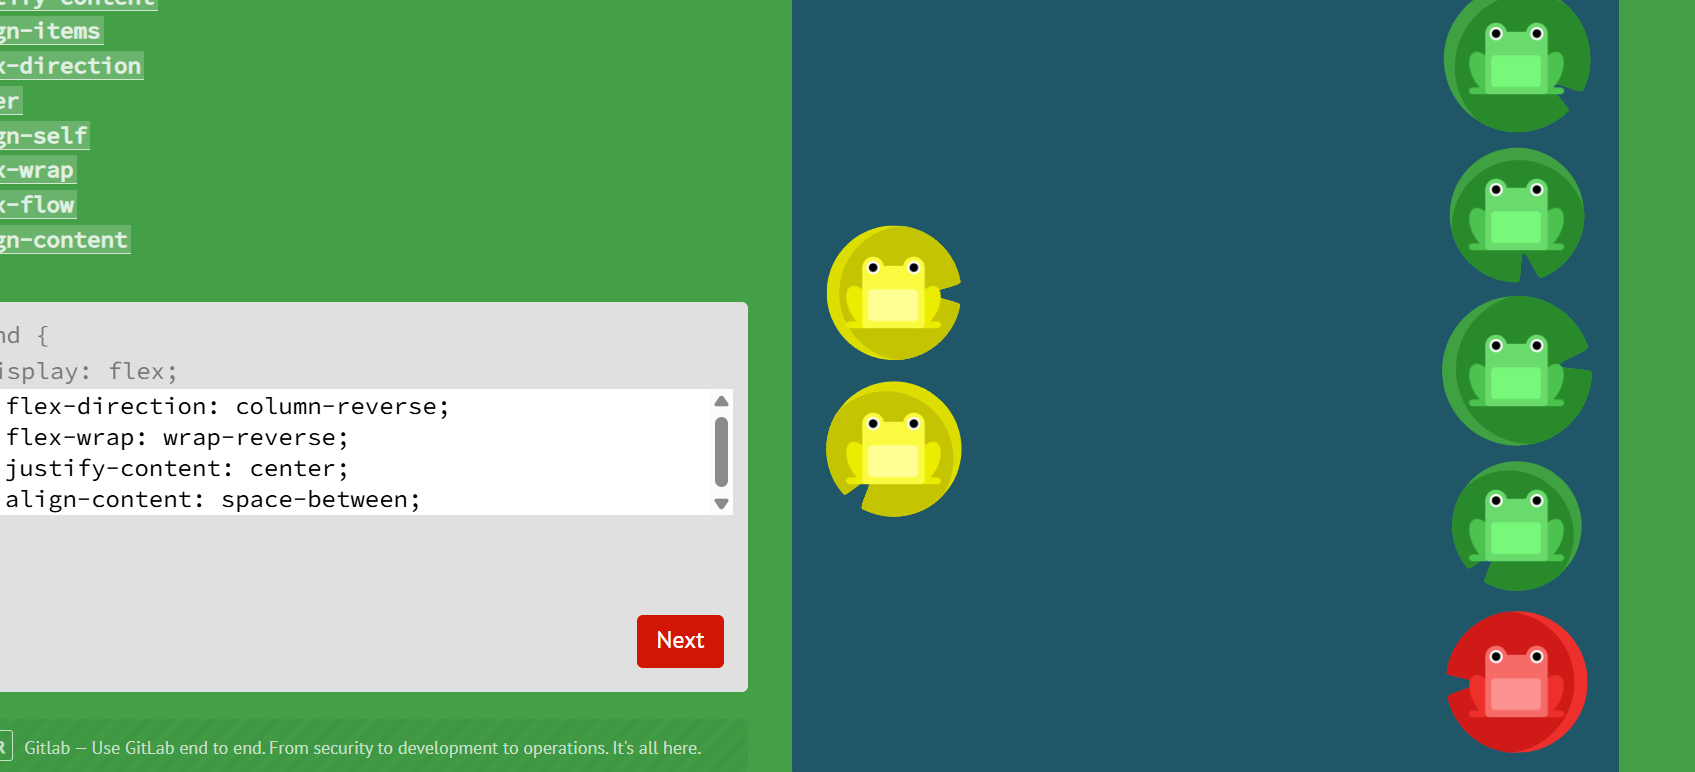 tify-content
gn-items
x-direction
er
gn-self
x-wrap
x-flow
gn-content
nd {
isplay: flex;
flex-direction: column-reverse;
flex-wrap: wrap-reverse;
justify-content: center;
align-content: space-between;
Next
R Gitlab — Use GitLab end to end. From security to development to operations. It's all here.